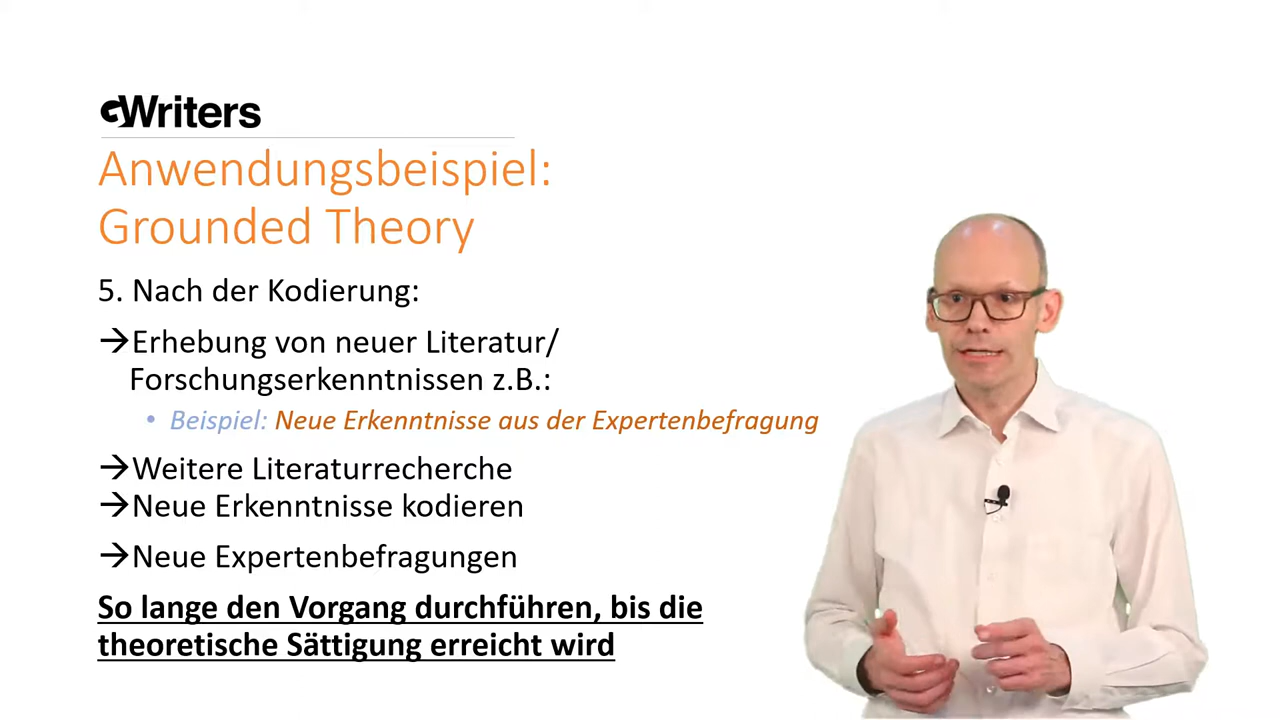 GWriters
Anwendungsbeispiel:
Grounded Theory
5. Nach der Kodierung:
→Erhebung von neuer Literatur/
Forschungserkenntnissen z.B.:
• Beispiel: Neue Erkenntnisse aus der Expertenbefragung
→Weitere Literaturrecherche
→Neue Erkenntnisse kodieren
→Neue Expertenbefragungen
So lange den Vorgang durchführen, bis die
theoretische Sättigung erreicht wird